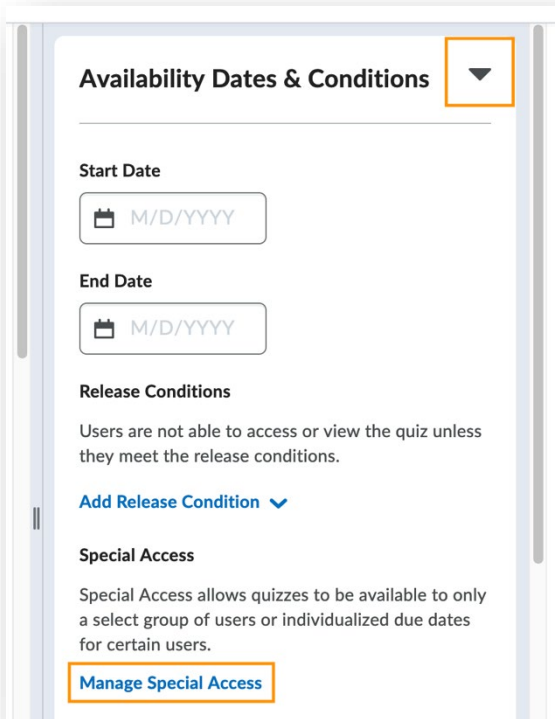 Availability Dates & Conditions
Start Date
M/D/YYYY
End Date
M/D/YYYY
Release Conditions
Users are not able to access or view the quiz unless
they meet the release conditions.
Add Release Condition
Special Access
Special Access allows quizzes to be available to only
a select group of users or individualized due dates
for certain users.
Manage Special Access